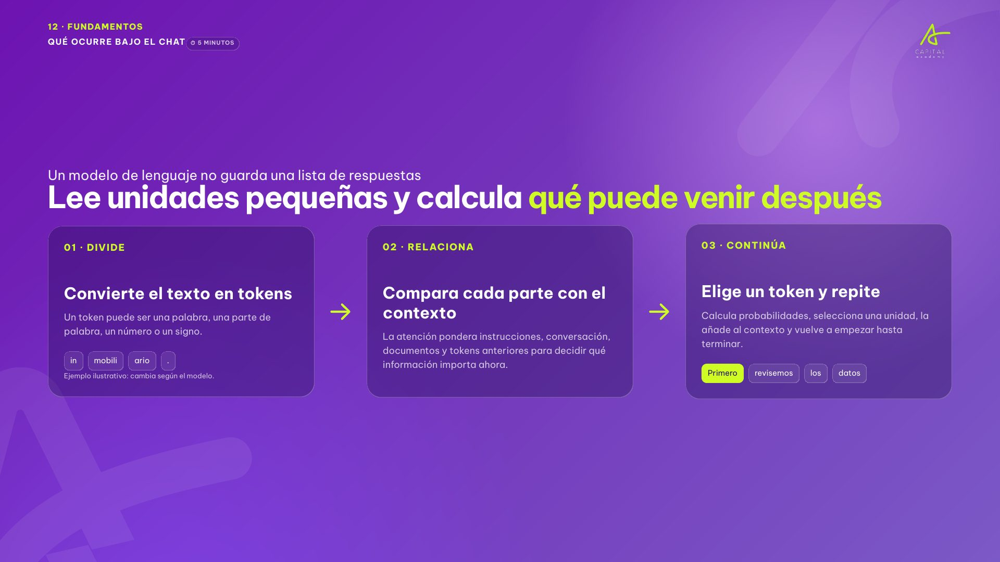 12 · FUNDAMENTOS
QUÉ OCURRE BAJO EL CHAT
⏱ 5 MINUTOS
CAPITAL
academy
Un modelo de lenguaje no guarda una lista de respuestas
Lee unidades pequeñas y calcula qué puede venir después
01 · DIVIDE
Convierte el texto en tokens
Un token puede ser una palabra, una parte de
palabra, un número o un signo.
in
mobili
ario
.
Ejemplo ilustrativo: cambia según el modelo.
02 · RELACIONA
Compara cada parte con el
contexto
La atención pondera instrucciones, conversación,
documentos y tokens anteriores para decidir qué
información importa ahora.
03 · CONTINÚA
Elige un token y repite
Calcula probabilidades, selecciona una unidad, la
añade al contexto y vuelve a empezar hasta
terminar.
Primero
revisemos
los
datos